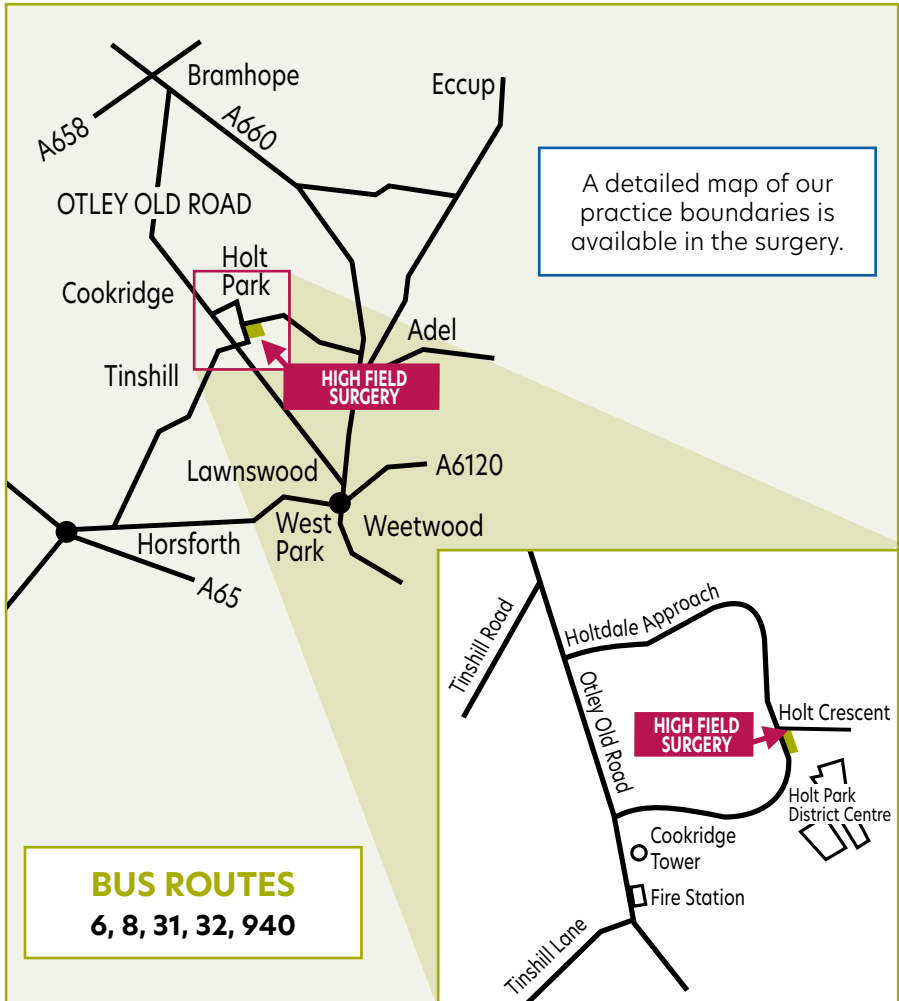 Bramhope
Eccup
A658
A660
A detailed map of our
practice boundaries is
available in the surgery.
OTLEY OLD ROAD
Holt
Park
Cookridge
Adel
Tinshill
HIGH FIELD
SURGERY
Lawnswood
A6120
West
Park
Weetwood
Horsforth
A65
Tinshill Road
Holtdale Approach
Otley Old Road
HIGH FIELD
SURGERY
Holt Crescent
Holt Park
District Centre
Cookridge
Tower
Fire Station
Tinshill Lane
BUS ROUTES
6, 8, 31, 32, 940